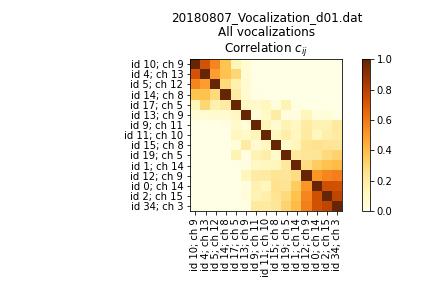 20180807_Vocalization_d01.dat
All vocalizations
Correlation c_ij
id 10; ch 9
id 4; ch 13
id 5; ch 12
id 14; ch 8
id 17; ch 5
id 13; ch 9
id 9; ch 11
id 11; ch 10
id 15; ch 8
id 19; ch 5
id 1; ch 14
id 12; ch 9
id 0; ch 14
id 2; ch 15
id 34; ch 3
id 10; ch 9
id 4; ch 13
id 5; ch 12
id 14; ch 8
id 17; ch 5
id 13; ch 9
id 9; ch 11
id 11; ch 10
id 15; ch 8
id 19; ch 5
id 1; ch 14
id 12; ch 9
id 0; ch 14
id 2; ch 15
id 34; ch 3
1.0
0.8
0.6
0.4
0.2
0.0